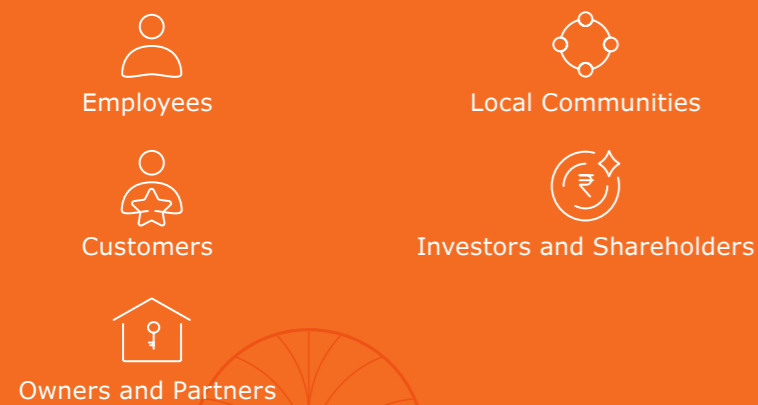 Employees
Local Communities
₹
Customers
Investors and Shareholders
Owners and Partners